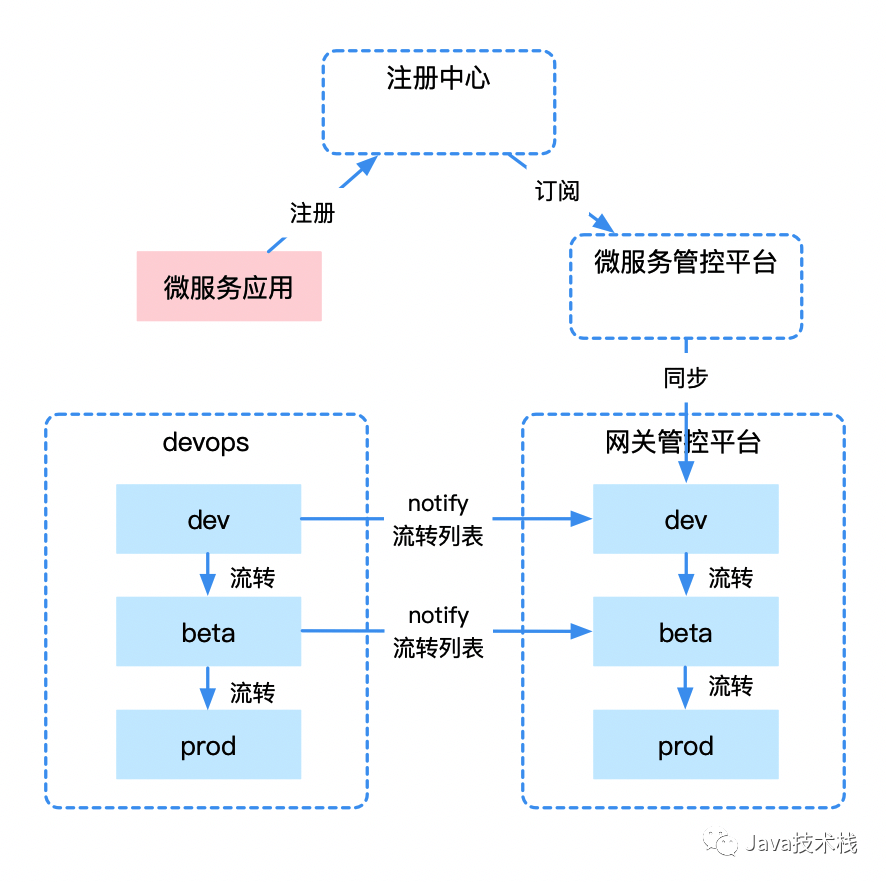 注册中心
订阅
注册
微服务管控平台
微服务应用
同步
devops
网关管控平台
dev
notify
流转列表
dev
流转
流转
beta
notify
流转列表
beta
流转
流转
prod
prod
Java技术栈